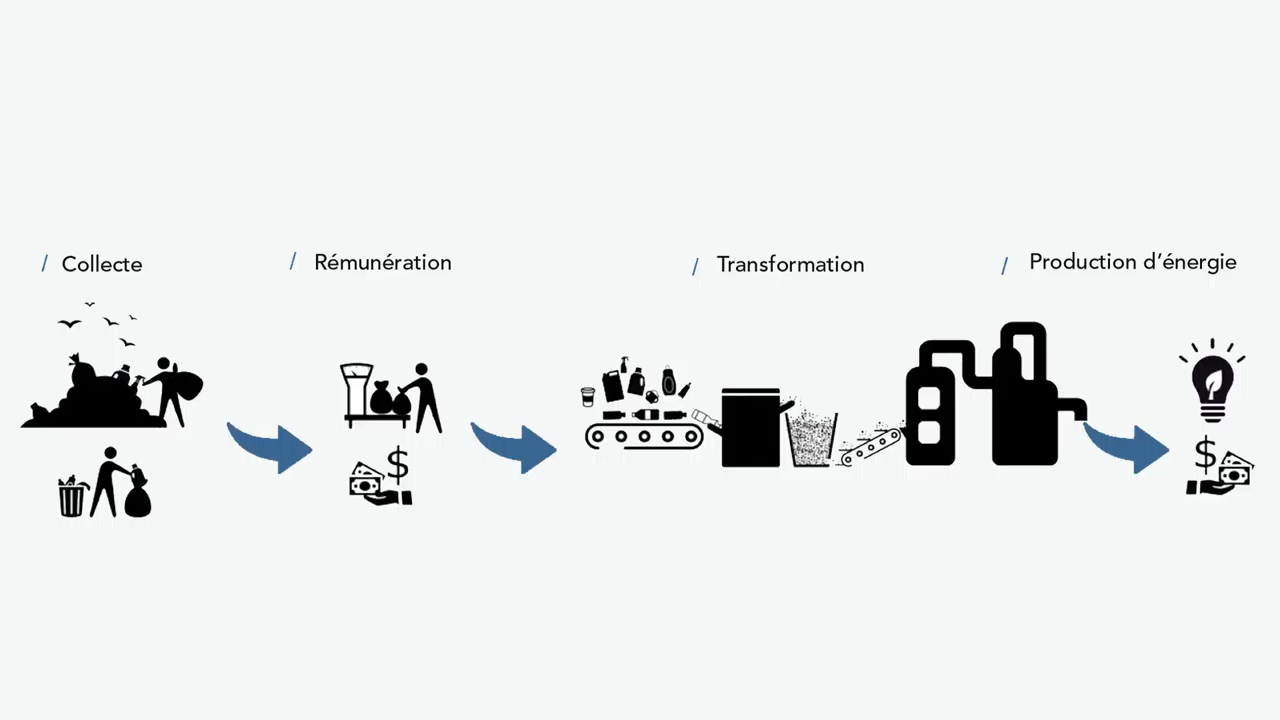 / Collecte
/ Rémunération
/ Transformation
/ Production d’énergie
$
$